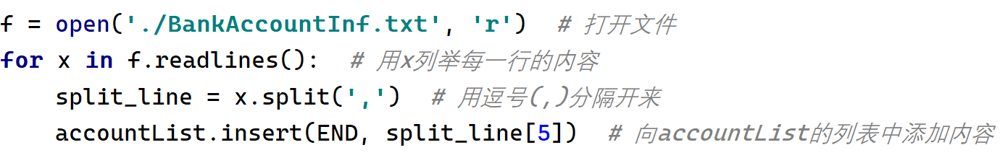 f = open('./BankAccountInf.txt', 'r')  # 打开文件
for x in f.readlines():  # 用x列举每一行的内容
    split_line = x.split(',')  # 用逗号(,)分隔开来
    accountList.insert(END, split_line[5])  # 向accountList的列表中添加内容